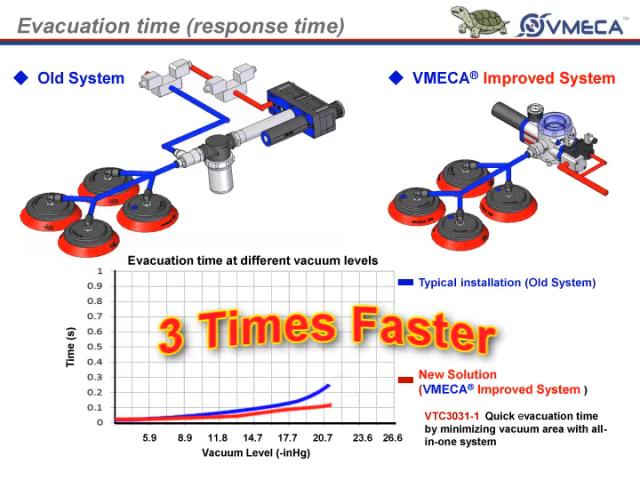 Evacuation time (response time)
VMECA™
Old System
VMECA® Improved System
Evacuation time at different vacuum levels
1
0.9
0.8
0.7
0.6
0.5
0.4
0.3
0.2
0.1
0
Time (s)
3 Times Faster
5.9 8.9 11.8 14.7 17.7 20.7 23.6 26.6
Vacuum Level (-inHg)
Typical installation (Old System)
New Solution
(VMECA® Improved System )
VTC3031-1 Quick evacuation time
by minimizing vacuum area with all-
in-one system